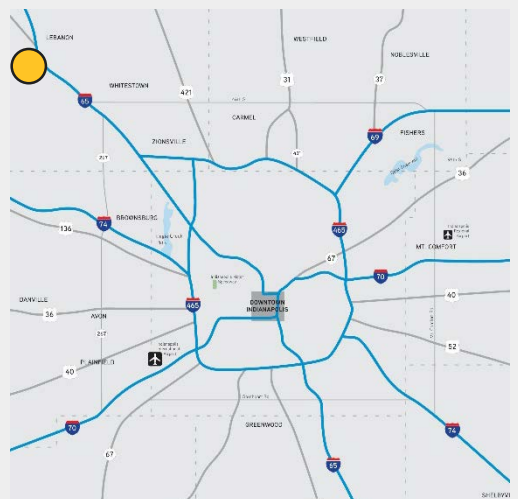 LEBANON
WESTFIELD
NOBLESVILLE
31
37
WHITESTOWN
421
65
CARMEL
69
FISHERS
ZIONSVILLE
267
36
BROWNSBURG
74
465
136
67
MT. COMFORT
70
DANVILLE
DOWNTOWN
INDIANAPOLIS
40
36
AVON
465
267
52
PLAINFIELD
40
70
GREENWOOD
74
67
65
SHELBYVILLE